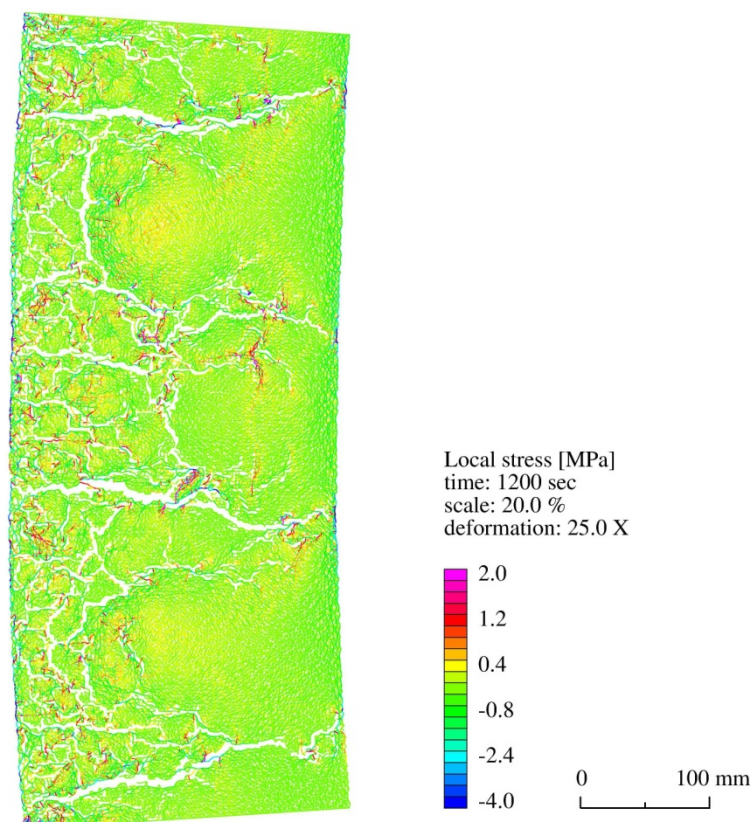 Local stress [MPa]
time: 1200 sec
scale: 20.0 %
deformation: 25.0 X
2.0
1.2
0.4
-0.8
-2.4
-4.0
0 100 mm